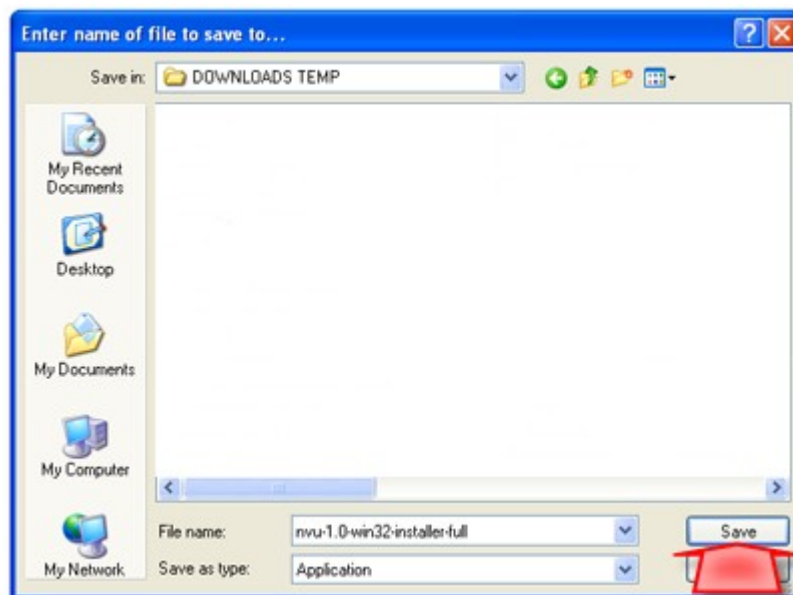 Enter name of file to save to...
Save in:
DOWNLOADS TEMP
My Recent
Documents
Desktop
My Documents
My Computer
My Network
File name:
nvu-1.0-win32-installer-full
Save
Save as type:
Application